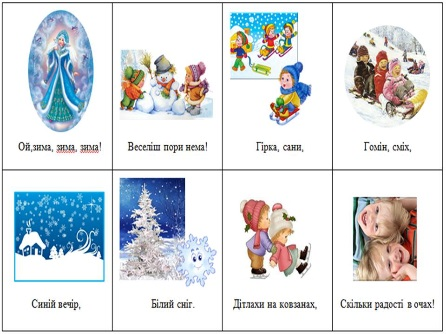 Ой,зима, зима, зима!
Веселіш пори нема!
Гірка, сани,
Гомін, сміх,
Синій вечір,
Білий сніг.
Дітлахи на ковзанах,
Скільки радості в очах!